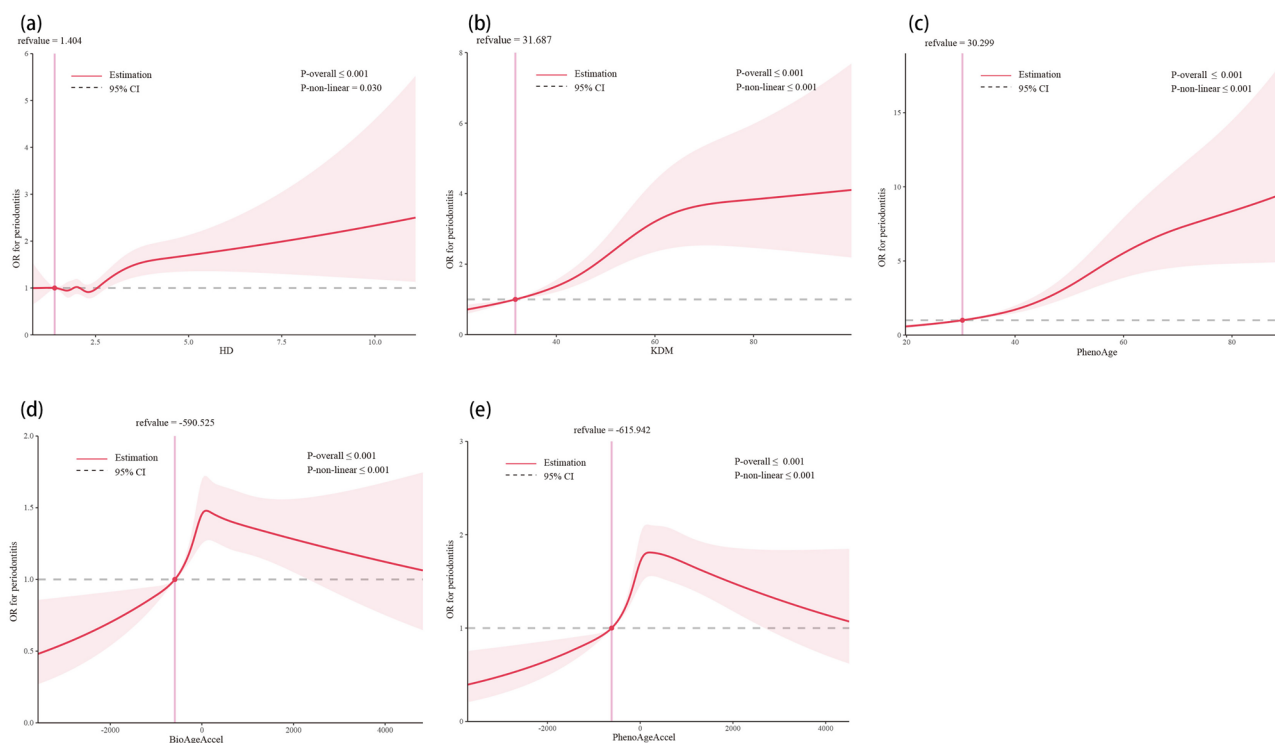 (a)
refvalue = 1.404
6
5
4
3
2
1
0
OR for periodontitis
Estimation
95% CI
P-overall ≤ 0.001
P-non-linear = 0.030
2.5
5.0
7.5
10.0
HD
(b)
refvalue = 31.687
8
6
4
2
0
OR for periodontitis
Estimation
95% CI
P-overall ≤ 0.001
P-non-linear ≤ 0.001
40
60
80
KDM
(c)
refvalue = 30.299
15
10
5
0
OR for periodontitis
Estimation
95% CI
P-overall ≤ 0.001
P-non-linear ≤ 0.001
20
40
60
80
PhenoAge
(d)
refvalue = -590.525
2.0
1.5
1.0
0.5
0.0
OR for periodontitis
Estimation
95% CI
P-overall ≤ 0.001
P-non-linear ≤ 0.001
-2000
0
2000
4000
BioAgeAccel
(e)
refvalue = -615.942
3
2
1
0
OR for periodontitis
Estimation
95% CI
P-overall ≤ 0.001
P-non-linear ≤ 0.001
-2000
0
2000
4000
PhenoAgeAccel